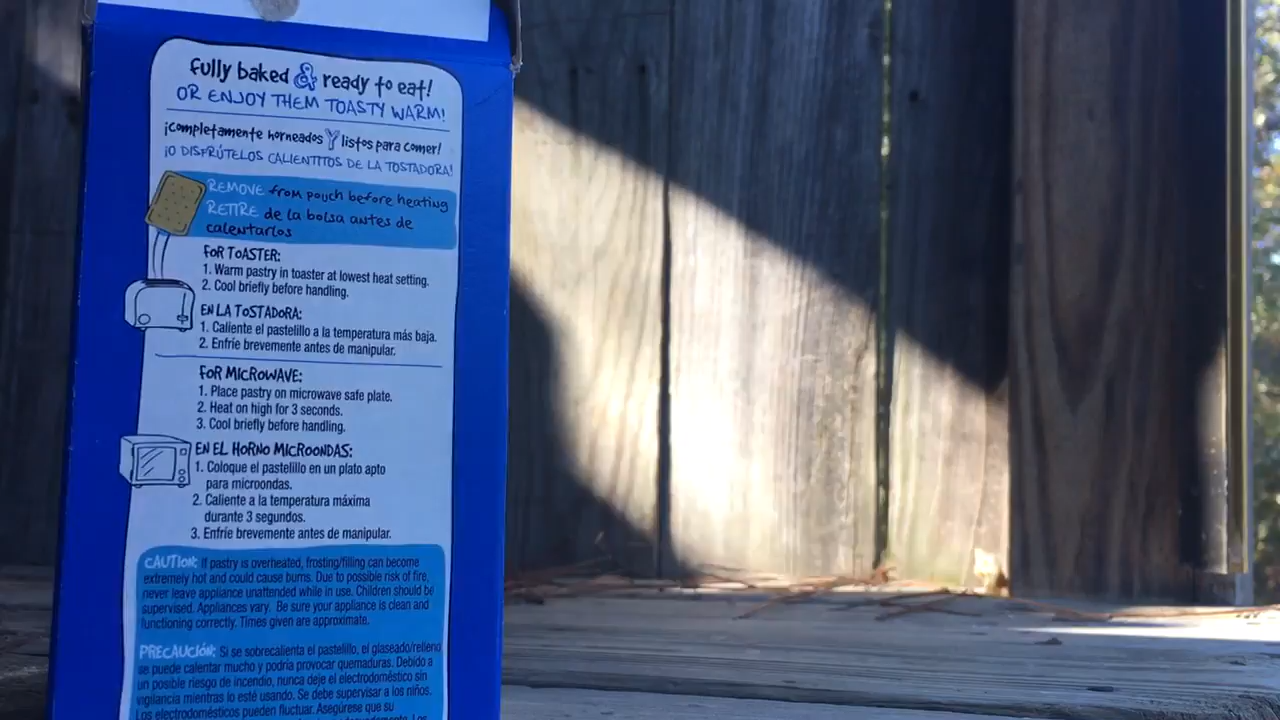 fully baked & ready to eat!
OR ENJOY THEM TOASTY WARM!
¡completamente horneados Y listos para comer!
¡O DISFRÚTELOS CALIENTITOS DE LA TOSTADORA!
REMOVE from pouch before heating
RETIRE de la bolsa antes de
calentarlos
FOR TOASTER:
1. Warm pastry in toaster at lowest heat setting.
2. Cool briefly before handling.
EN LA TOSTADORA:
1. Caliente el pastelillo a la temperatura más baja.
2. Enfríe brevemente antes de manipular.
FOR MICROWAVE:
1. Place pastry on microwave safe plate.
2. Heat on high for 3 seconds.
3. Cool briefly before handling.
EN EL HORNO MICROONDAS:
1. Coloque el pastelillo en un plato apto
para microondas.
2. Caliente a la temperatura máxima
durante 3 segundos.
3. Enfríe brevemente antes de manipular.
CAUTION: If pastry is overheated, frosting/filling can become
extremely hot and could cause burns. Due to possible risk of fire,
never leave appliance unattended while in use. Children should be
supervised. Appliances vary. Be sure your appliance is clean and
functioning correctly. Times given are approximate.
PRECAUCIÓN: Si se sobrecalienta el pastelillo, el glaseado/relleno
se puede calentar mucho y podría provocar quemaduras. Debido a
un posible riesgo de incendio, nunca deje el electrodoméstico sin
vigilancia mientras lo esté usando. Se debe supervisar a los niños.
Los electrodomésticos pueden fluctuar. Asegúrese que su